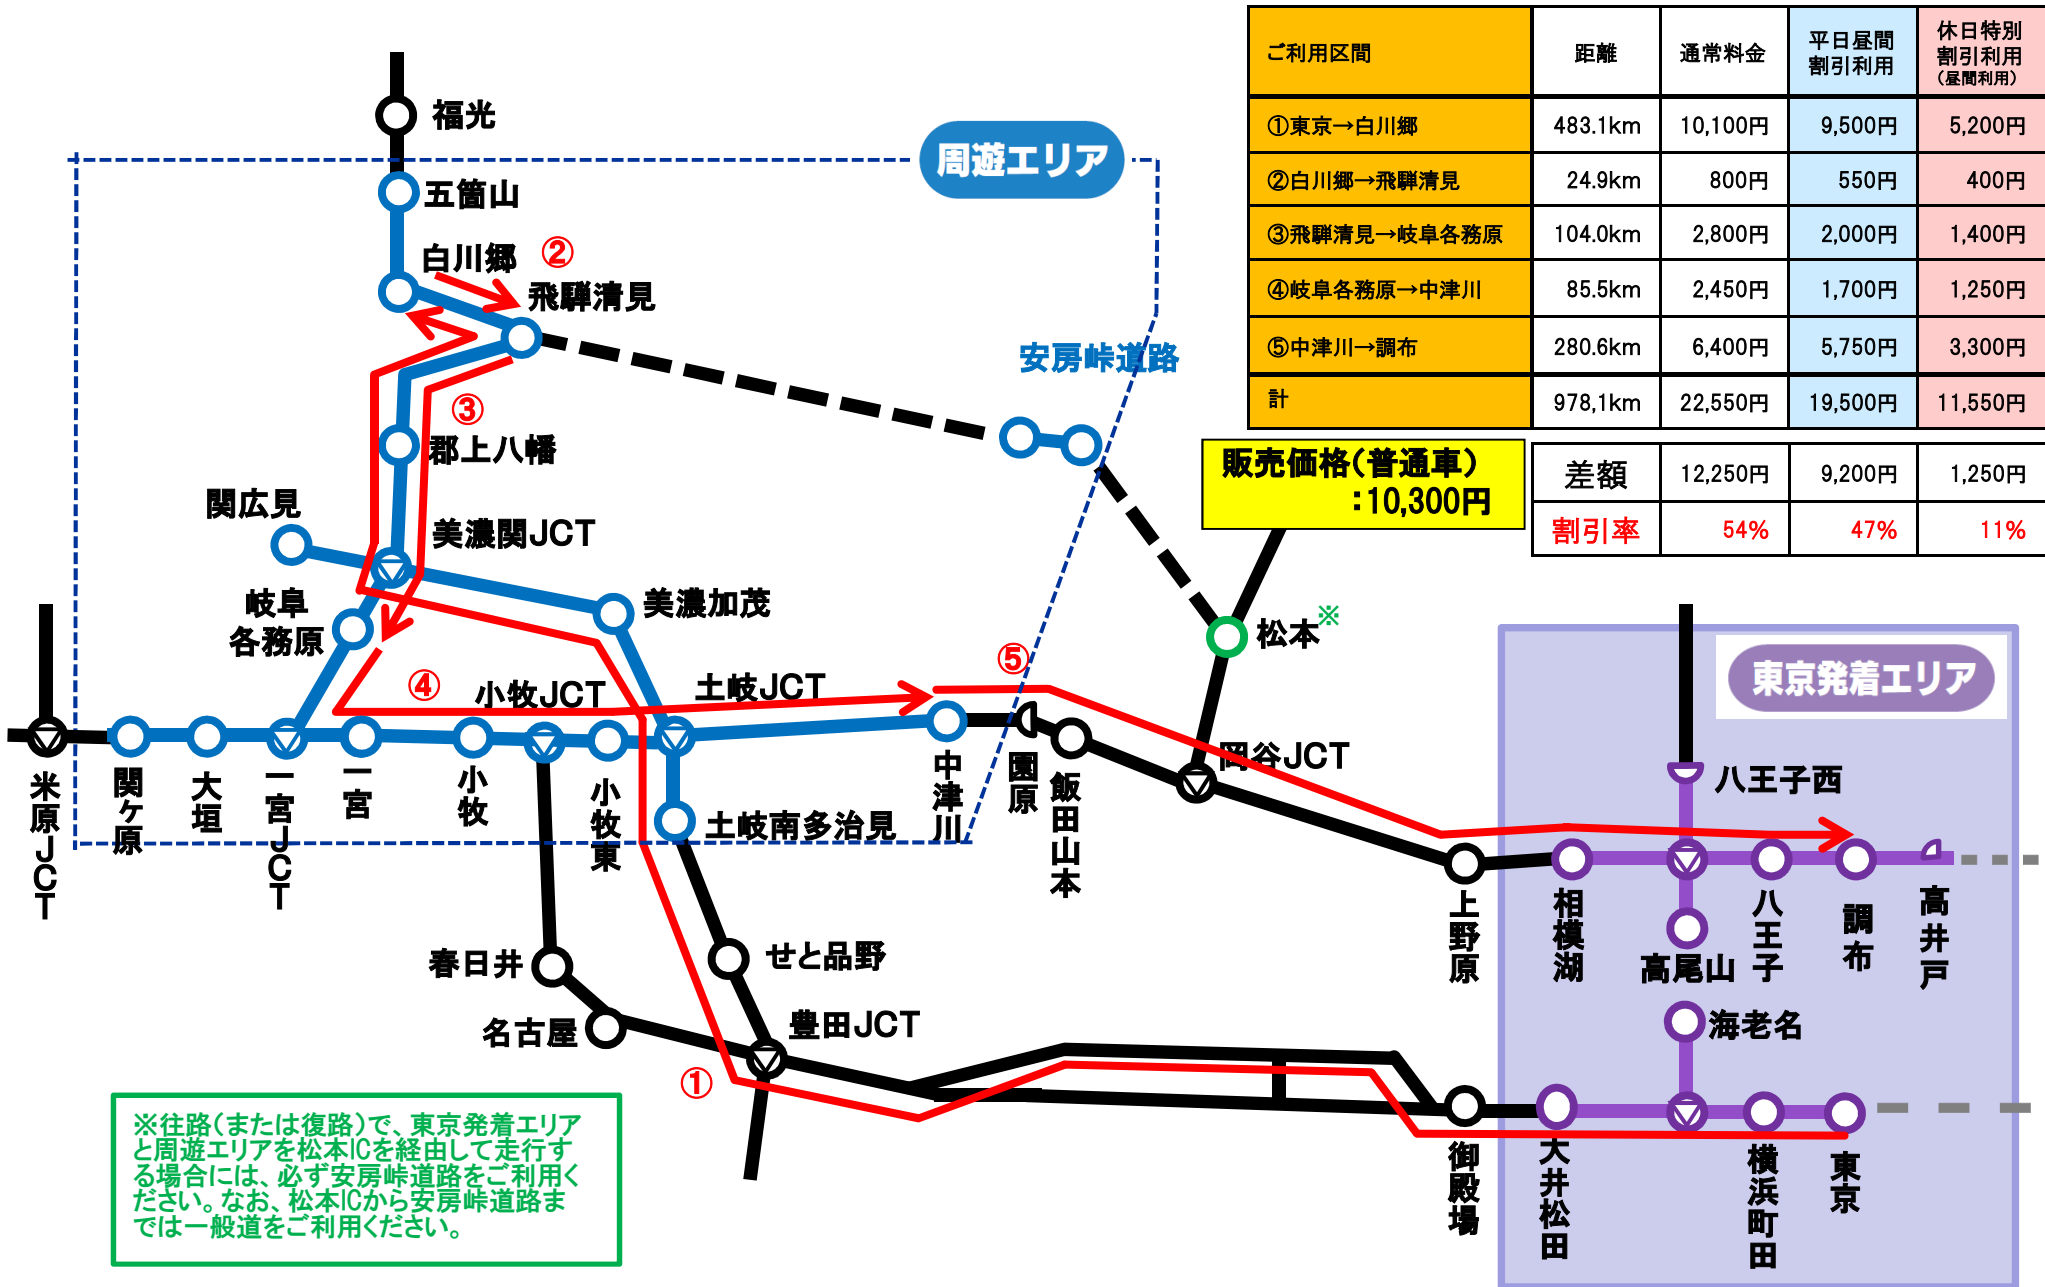 福光
周遊エリア
五箇山
白川郷
②
飛騨清見
安房峠道路
③
郡上八幡
関広見
美濃関JCT
岐阜
各務原
美濃加茂
④
小牧JCT
土岐JCT
⑤
松本※
米原JCT
関ヶ原
大垣
一宮JCT
一宮
小牧
小牧東
土岐南多治見
中津川
園原
飯田山本
岡谷JCT
上野原
春日井
名古屋
せと品野
豊田JCT
①
御殿場
ご利用区間 距離 通常料金 平日昼間
割引利用 休日特別
割引利用
（昼間利用）
①東京→白川郷 483.1km 10,100円 9,500円 5,200円
②白川郷→飛騨清見 24.9km 800円 550円 400円
③飛騨清見→岐阜各務原 104.0km 2,800円 2,000円 1,400円
④岐阜各務原→中津川 85.5km 2,450円 1,700円 1,250円
⑤中津川→調布 280.6km 6,400円 5,750円 3,300円
計 978,1km 22,550円 19,500円 11,550円
差額 12,250円 9,200円 1,250円
割引率 54% 47% 11%
販売価格（普通車）
：10,300円
東京発着エリア
八王子西
相模湖
高尾山
八王子
調布
高井戸
海老名
大井松田
横浜町田
東京
※往路（または復路）で、東京発着エリア
と周遊エリアを松本ICを経由して走行す
る場合には、必ず安房峠道路をご利用く
ださい。なお、松本ICから安房峠道路ま
では一般道をご利用ください。